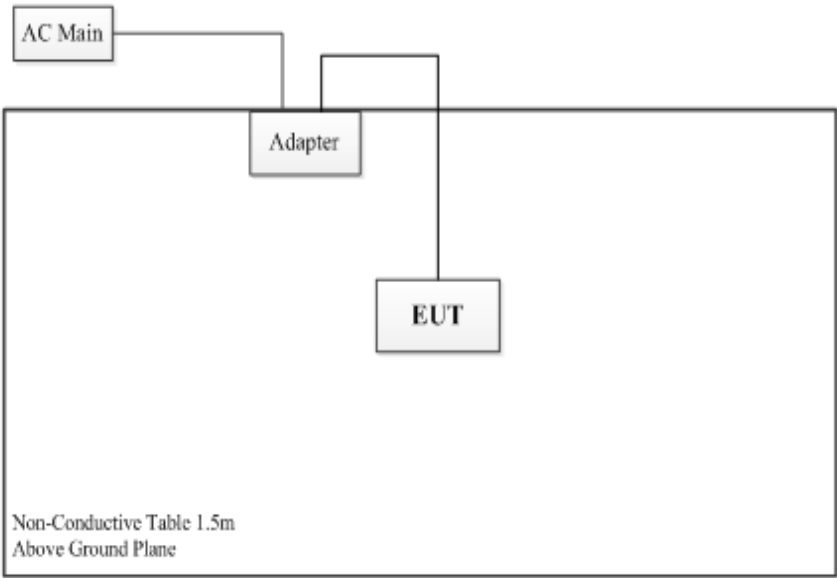 AC Main
Adapter
EUT
Non-Conductive Table 1.5m
Above Ground Plane